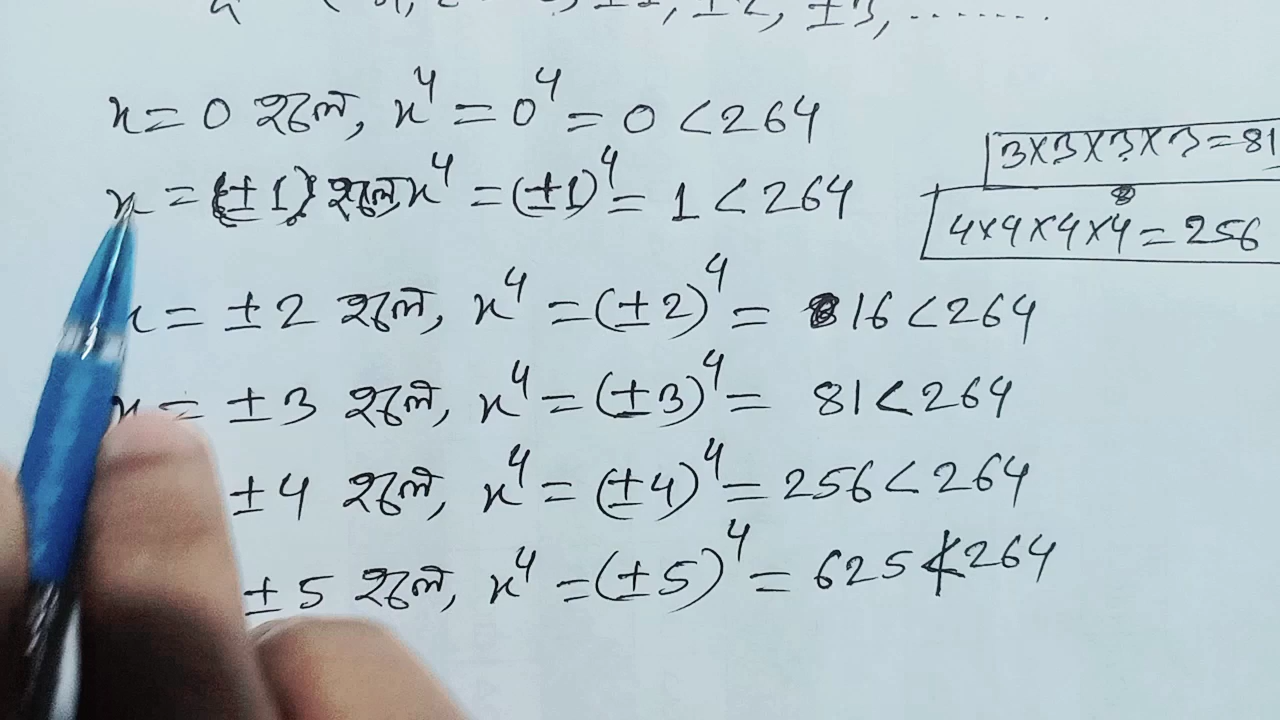 ±2, ±3, .......
x = 0 হলে, x⁴ = 0⁴ = 0 < 264
x = (±1) হলে x⁴ = (±1)⁴ = 1 < 264
x = ±2 হলে, x⁴ = (±2)⁴ = 16 < 264
x = ±3 হলে, x⁴ = (±3)⁴ = 81 < 264
±4 হলে, x⁴ = (±4)⁴ = 256 < 264
±5 হলে, x⁴ = (±5)⁴ = 625 ≮ 264
3×3×3×3=81
4×4×4×4=256